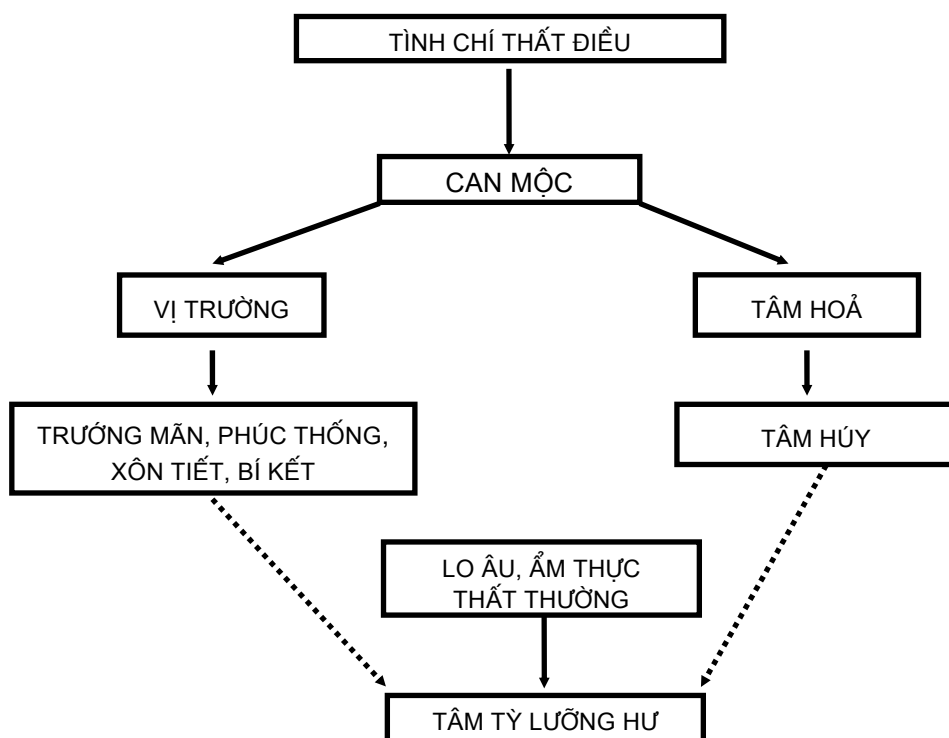 TÌNH CHÍ THẤT ĐIỀU
CAN MỘC
VỊ TRƯỜNG
TÂM HOẢ
TRƯỚNG MÃN, PHÚC THỐNG,
XÔN TIẾT, BÍ KẾT
TÂM HÚY
LO ÂU, ẨM THỰC
THẤT THƯỜNG
TÂM TỲ LƯỠNG HƯ